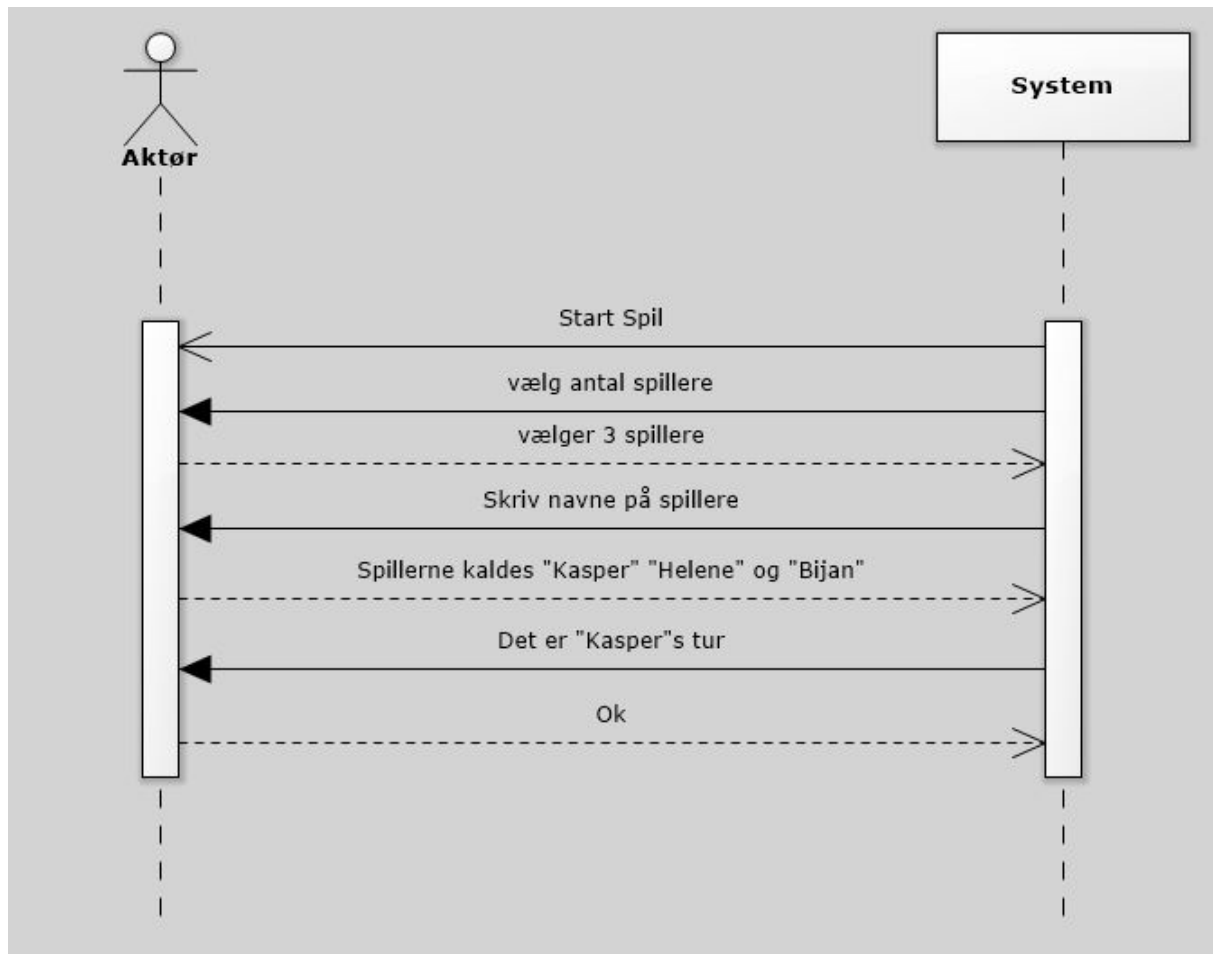 Aktør
System
Start Spil
vælg antal spillere
vælger 3 spillere
Skriv navne på spillere
Spillerne kaldes "Kasper" "Helene" og "Bijan"
Det er "Kasper"s tur
Ok